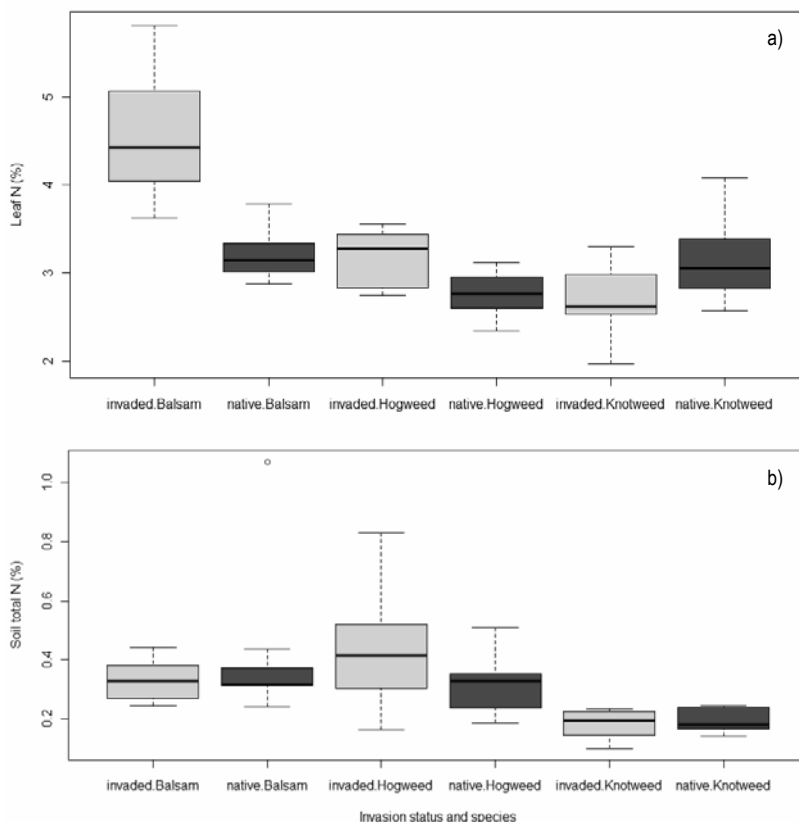 a)
5
4
3
2
Leaf N (%)
invaded.Balsam native.Balsam invaded.Hogweed native.Hogweed invaded.Knotweed native.Knotweed
b)
1.0
0.8
0.6
0.4
0.2
Soil total N (%)
invaded.Balsam native.Balsam invaded.Hogweed native.Hogweed invaded.Knotweed native.Knotweed
Invasion status and species